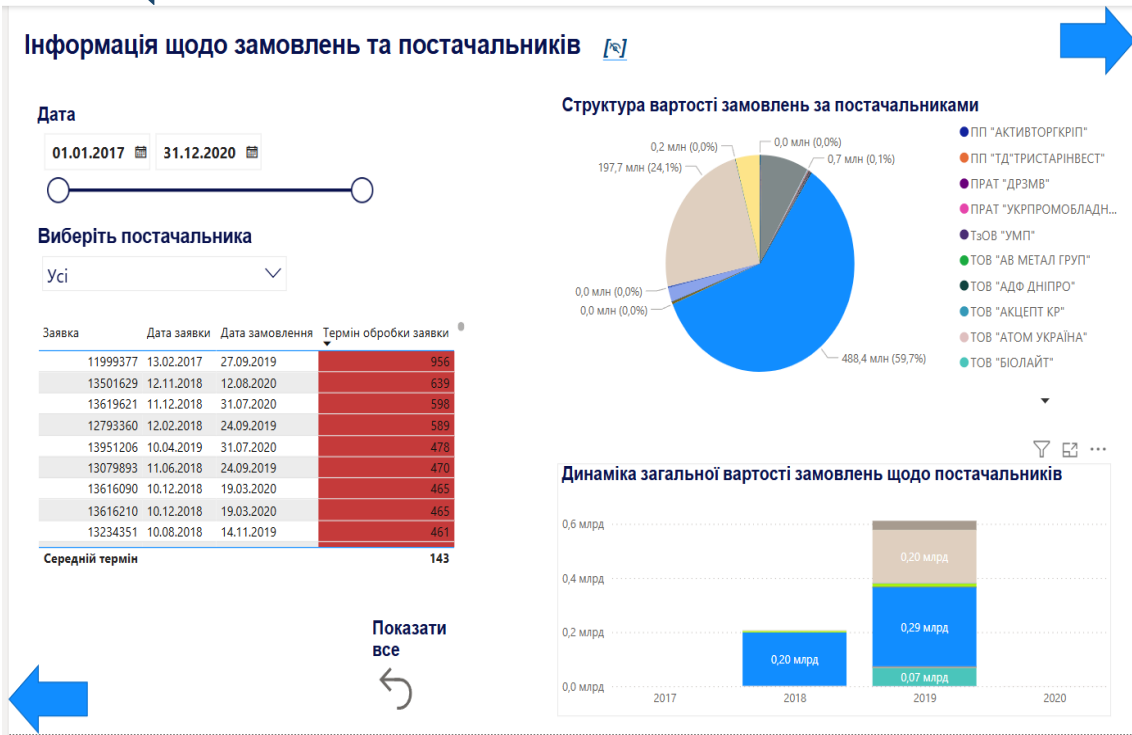 Інформація щодо замовлень та постачальників
Дата
01.01.2017 31.12.2020
Виберіть постачальника
Усі
Заявка Дата заявки Дата замовлення Термін обробки заявки
11999377 13.02.2017 27.09.2019 956
13501629 12.11.2018 12.08.2020 639
13619621 11.12.2018 31.07.2020 598
12793360 12.02.2018 24.09.2019 589
13951206 10.04.2019 31.07.2020 478
13079893 11.06.2018 24.09.2019 470
13616090 10.12.2018 19.03.2020 465
13616210 10.12.2018 19.03.2020 465
13234351 10.08.2018 14.11.2019 461
Середній термін 143
Показати
все
Структура вартості замовлень за постачальниками
0,2 млн (0,0%)
0,0 млн (0,0%)
197,7 млн (24,1%)
0,7 млн (0,1%)
0,0 млн (0,0%)
0,0 млн (0,0%)
488,4 млн (59,7%)
ПП "АКТИВТОРГКРІП"
ПП "ТД"ТРИСТАРІНВЕСТ"
ПРАТ "ДРЗМВ"
ПРАТ "УКРПРОМОБЛАДН...
ТзОВ "УМП"
ТОВ "АВ МЕТАЛ ГРУП"
ТОВ "АДФ ДНІПРО"
ТОВ "АКЦЕПТ КР"
ТОВ "АТОМ УКРАЇНА"
ТОВ "БІОЛАЙТ"
Динаміка загальної вартості замовлень щодо постачальників
0,6 млрд
0,4 млрд
0,2 млрд
0,0 млрд
0,20 млрд
0,20 млрд
0,29 млрд
0,07 млрд
2017 2018 2019 2020